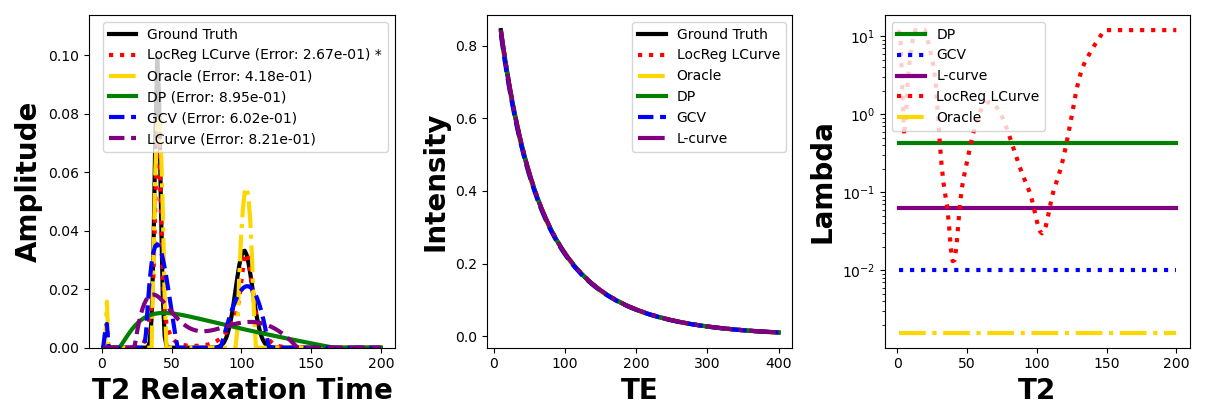 Amplitude
0.10
0.08
0.06
0.04
0.02
0.00
Ground Truth
LocReg LCurve (Error: 2.67e-01) *
Oracle (Error: 4.18e-01)
DP (Error: 8.95e-01)
GCV (Error: 6.02e-01)
LCurve (Error: 8.21e-01)
0 50 100 150 200
T2 Relaxation Time
Intensity
0.8
0.6
0.4
0.2
0.0
Ground Truth
LocReg LCurve
Oracle
DP
GCV
L-curve
0 100 200 300 400
TE
Lambda
10¹
10⁰
10⁻¹
10⁻²
DP
GCV
L-curve
LocReg LCurve
Oracle
0 50 100 150 200
T2